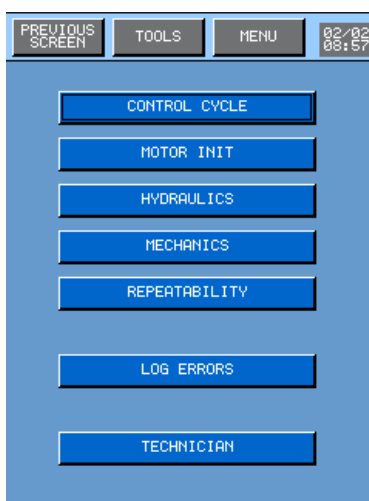 PREVIOUS
SCREEN
TOOLS
MENU
02/02
08:57
CONTROL CYCLE
MOTOR INIT
HYDRAULICS
MECHANICS
REPEATABILITY
LOG ERRORS
TECHNICIAN